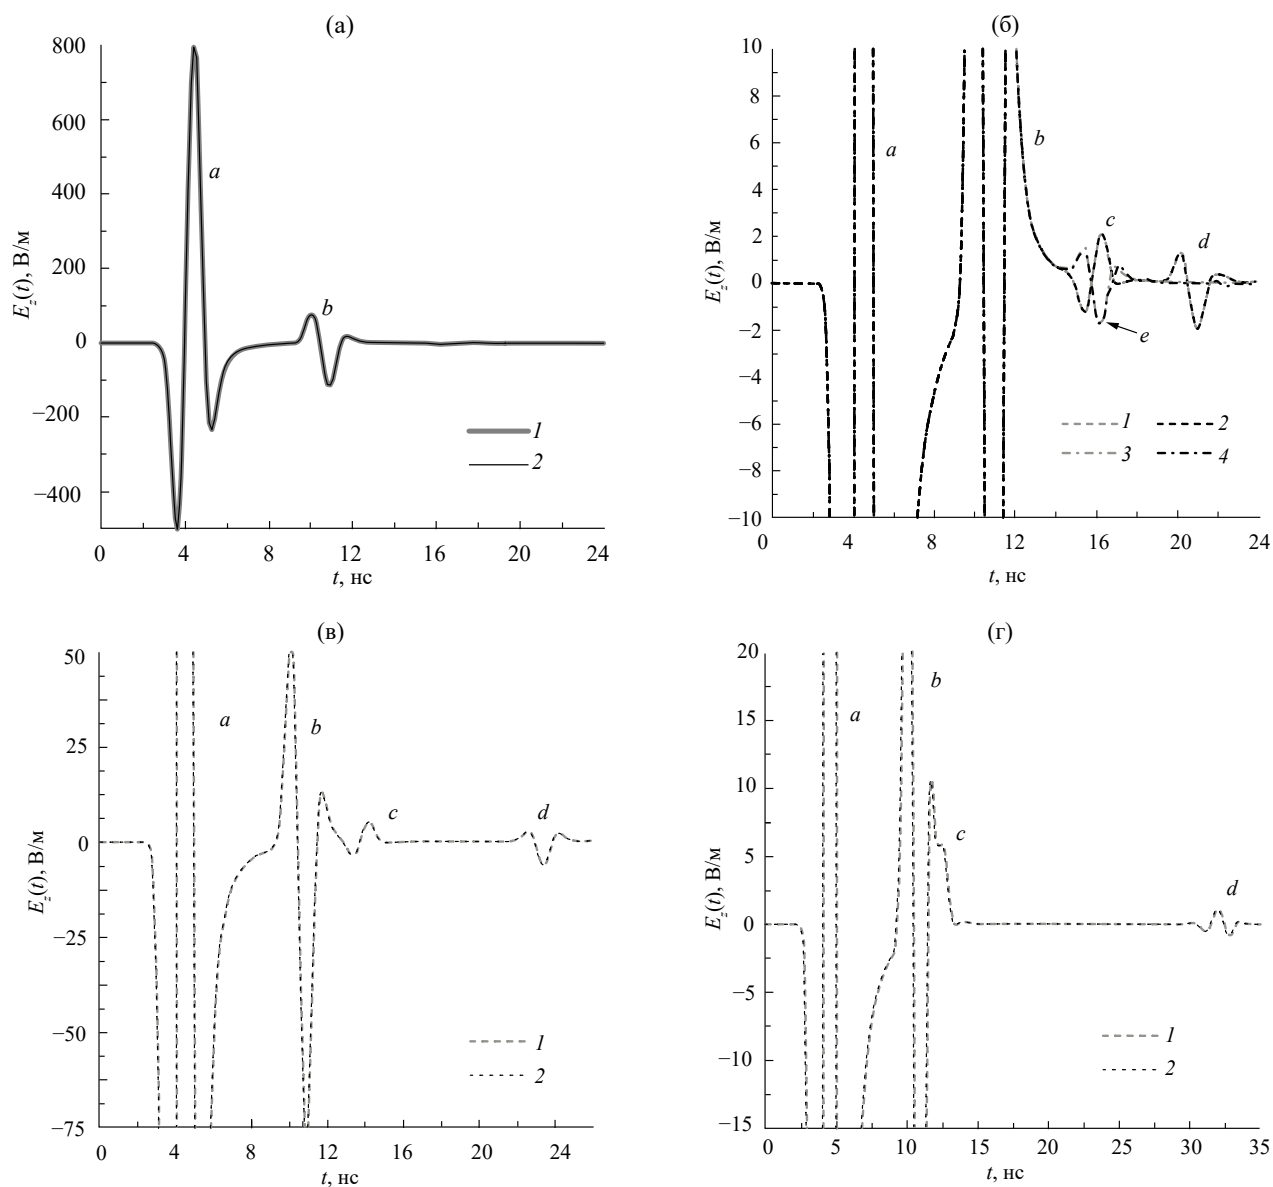 (а)
800
600
400
200
0
−200
−400
0 4 8 12 16 20 24
E_z(t), В/м
t, нс
a
b
1
2
(б)
10
8
6
4
2
0
−2
−4
−6
−8
−10
0 4 8 12 16 20 24
E_z(t), В/м
t, нс
a
b
c
d
e
1 2
3 4
(в)
50
25
0
−25
−50
−75
0 4 8 12 16 20 24
E_z(t), В/м
t, нс
a
b
c
d
1
2
(г)
20
15
10
5
0
−5
−10
−15
0 5 10 15 20 25 30 35
E_z(t), В/м
t, нс
a
b
c
d
1
2